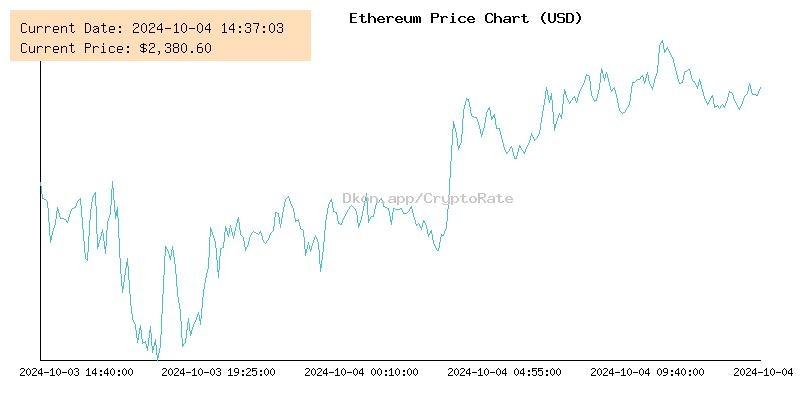 Ethereum Price Chart (USD)
Current Date: 2024-10-04 14:37:03
Current Price: $2,380.60
Dkon.app/CryptoRate
2024-10-03 14:40:00 2024-10-03 19:25:00 2024-10-04 00:10:00 2024-10-04 04:55:00 2024-10-04 09:40:00 2024-10-04